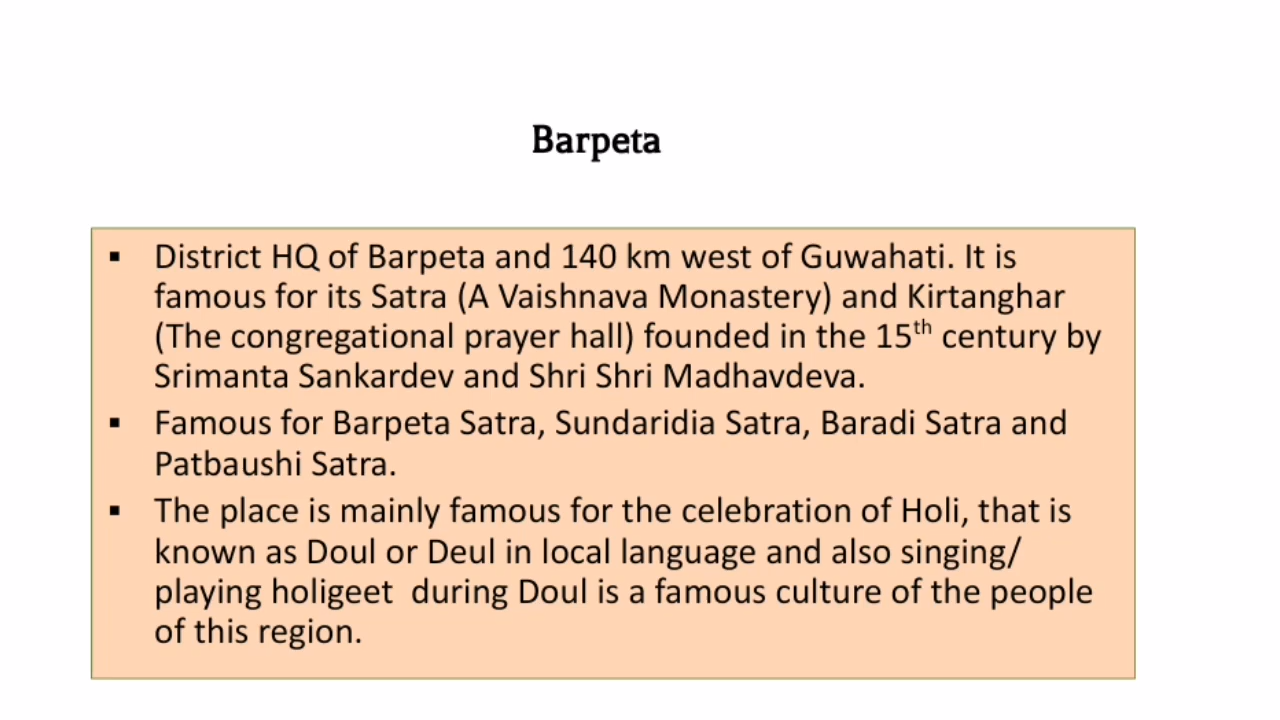 Barpeta
▪ District HQ of Barpeta and 140 km west of Guwahati. It is
famous for its Satra (A Vaishnava Monastery) and Kirtanghar
(The congregational prayer hall) founded in the 15th century by
Srimanta Sankardev and Shri Shri Madhavdeva.
▪ Famous for Barpeta Satra, Sundaridia Satra, Baradi Satra and
Patbaushi Satra.
▪ The place is mainly famous for the celebration of Holi, that is
known as Doul or Deul in local language and also singing/
playing holigeet  during Doul is a famous culture of the people
of this region.